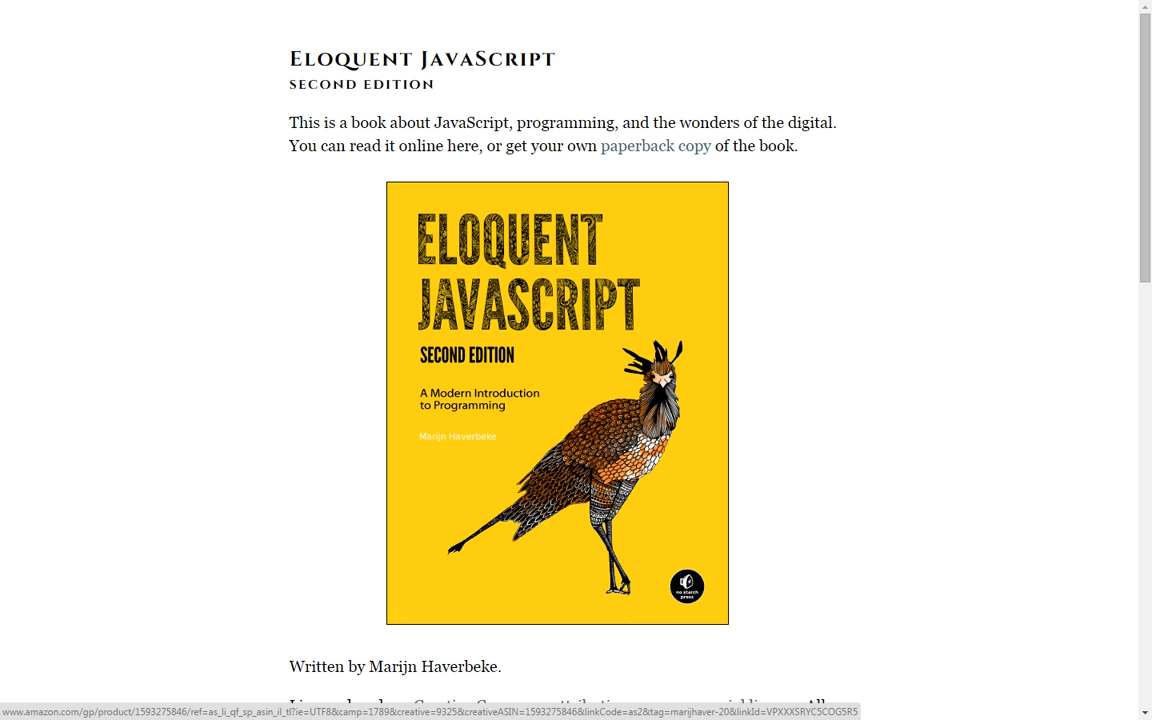 Eloquent JavaScript
SECOND EDITION
This is a book about JavaScript, programming, and the wonders of the digital.
You can read it online here, or get your own paperback copy of the book.
ELOQUENT
JAVASCRIPT
SECOND EDITION
A Modern Introduction
to Programming
Marijn Haverbeke
no starch
press
Written by Marijn Haverbeke.
www.amazon.com/gp/product/1593275846/ref=as_li_qf_sp_asin_il_tl?ie=UTF8&camp=1789&creative=9325&creativeASIN=1593275846&linkCode=as2&tag=marijhaver-20&linkId=VPXXXSRYC5COG5R5